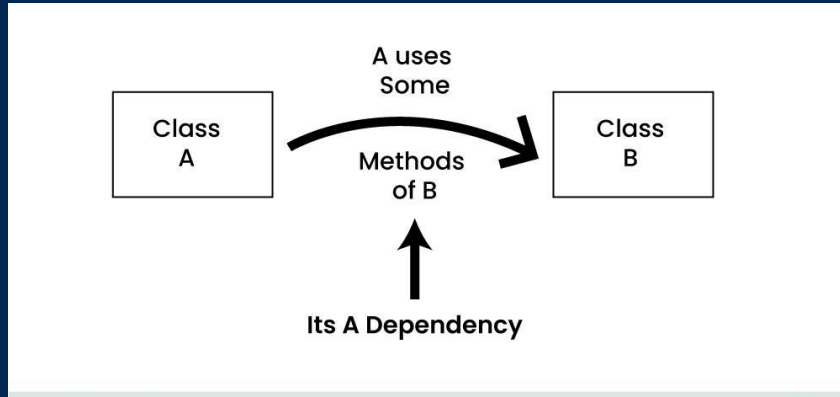 A uses
Some
Class
A
Methods
of B
Class
B
Its A Dependency